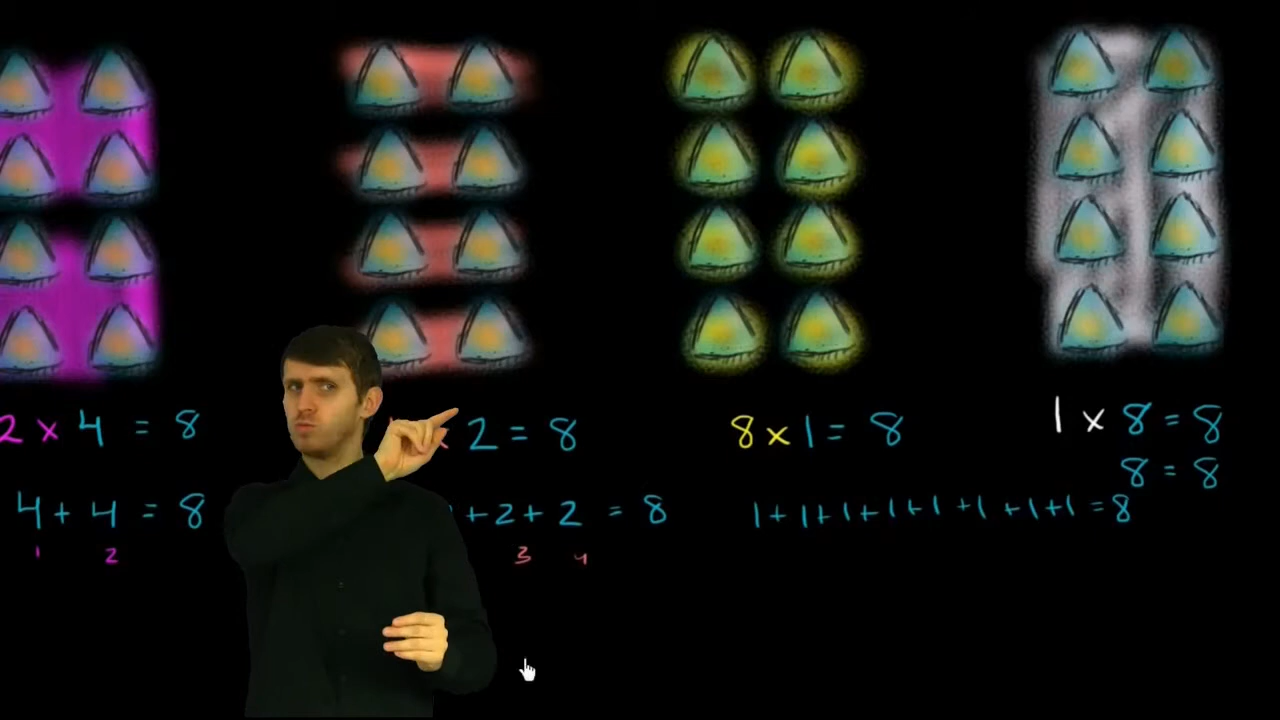 2 x 4 = 8
4 + 4 = 8
1 2
x 2 = 8
+ 2 + 2 = 8
3 4
8 x 1 = 8
1 + 1 + 1 + 1 + 1 + 1 + 1 + 1 = 8
1 x 8 = 8
8 = 8